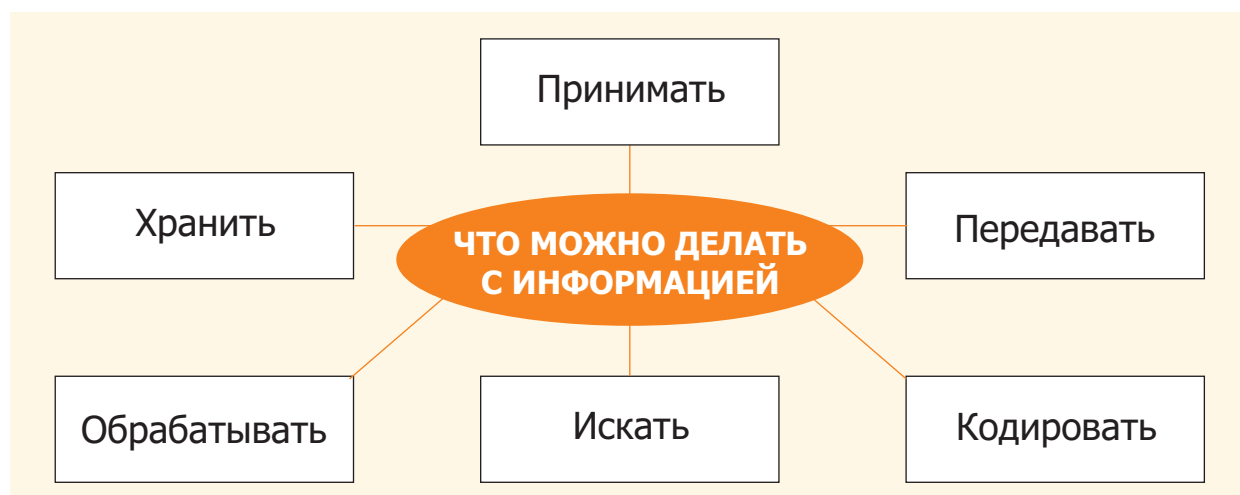 Принимать
Хранить
Передавать
ЧТО МОЖНО ДЕЛАТЬ
С ИНФОРМАЦИЕЙ
Обрабатывать
Искать
Кодировать